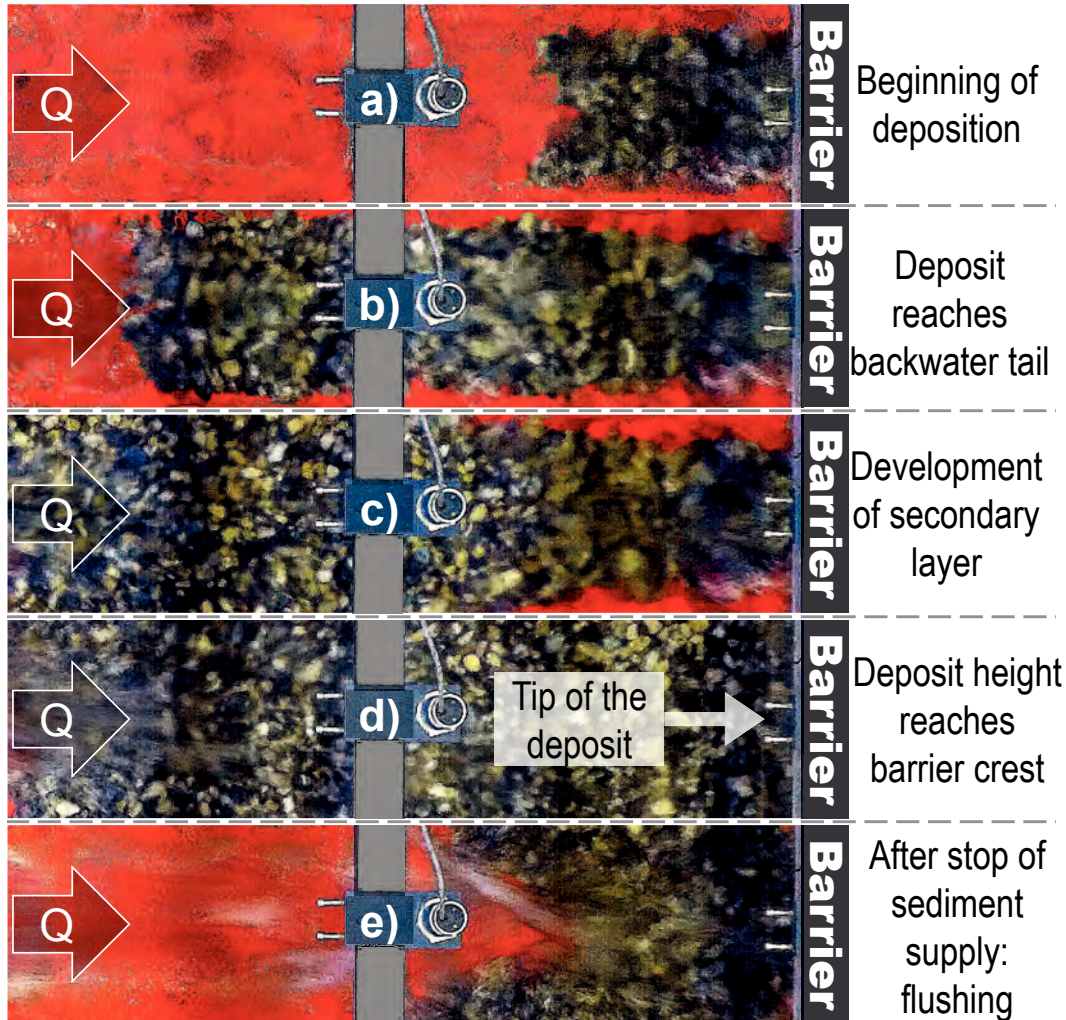 Q
a)
Barrier
Beginning of
deposition
Q
b)
Barrier
Deposit
reaches
backwater tail
Q
c)
Barrier
Development
of secondary
layer
Q
d)
Tip of the
deposit
Barrier
Deposit height
reaches
barrier crest
Q
e)
Barrier
After stop of
sediment
supply:
flushing